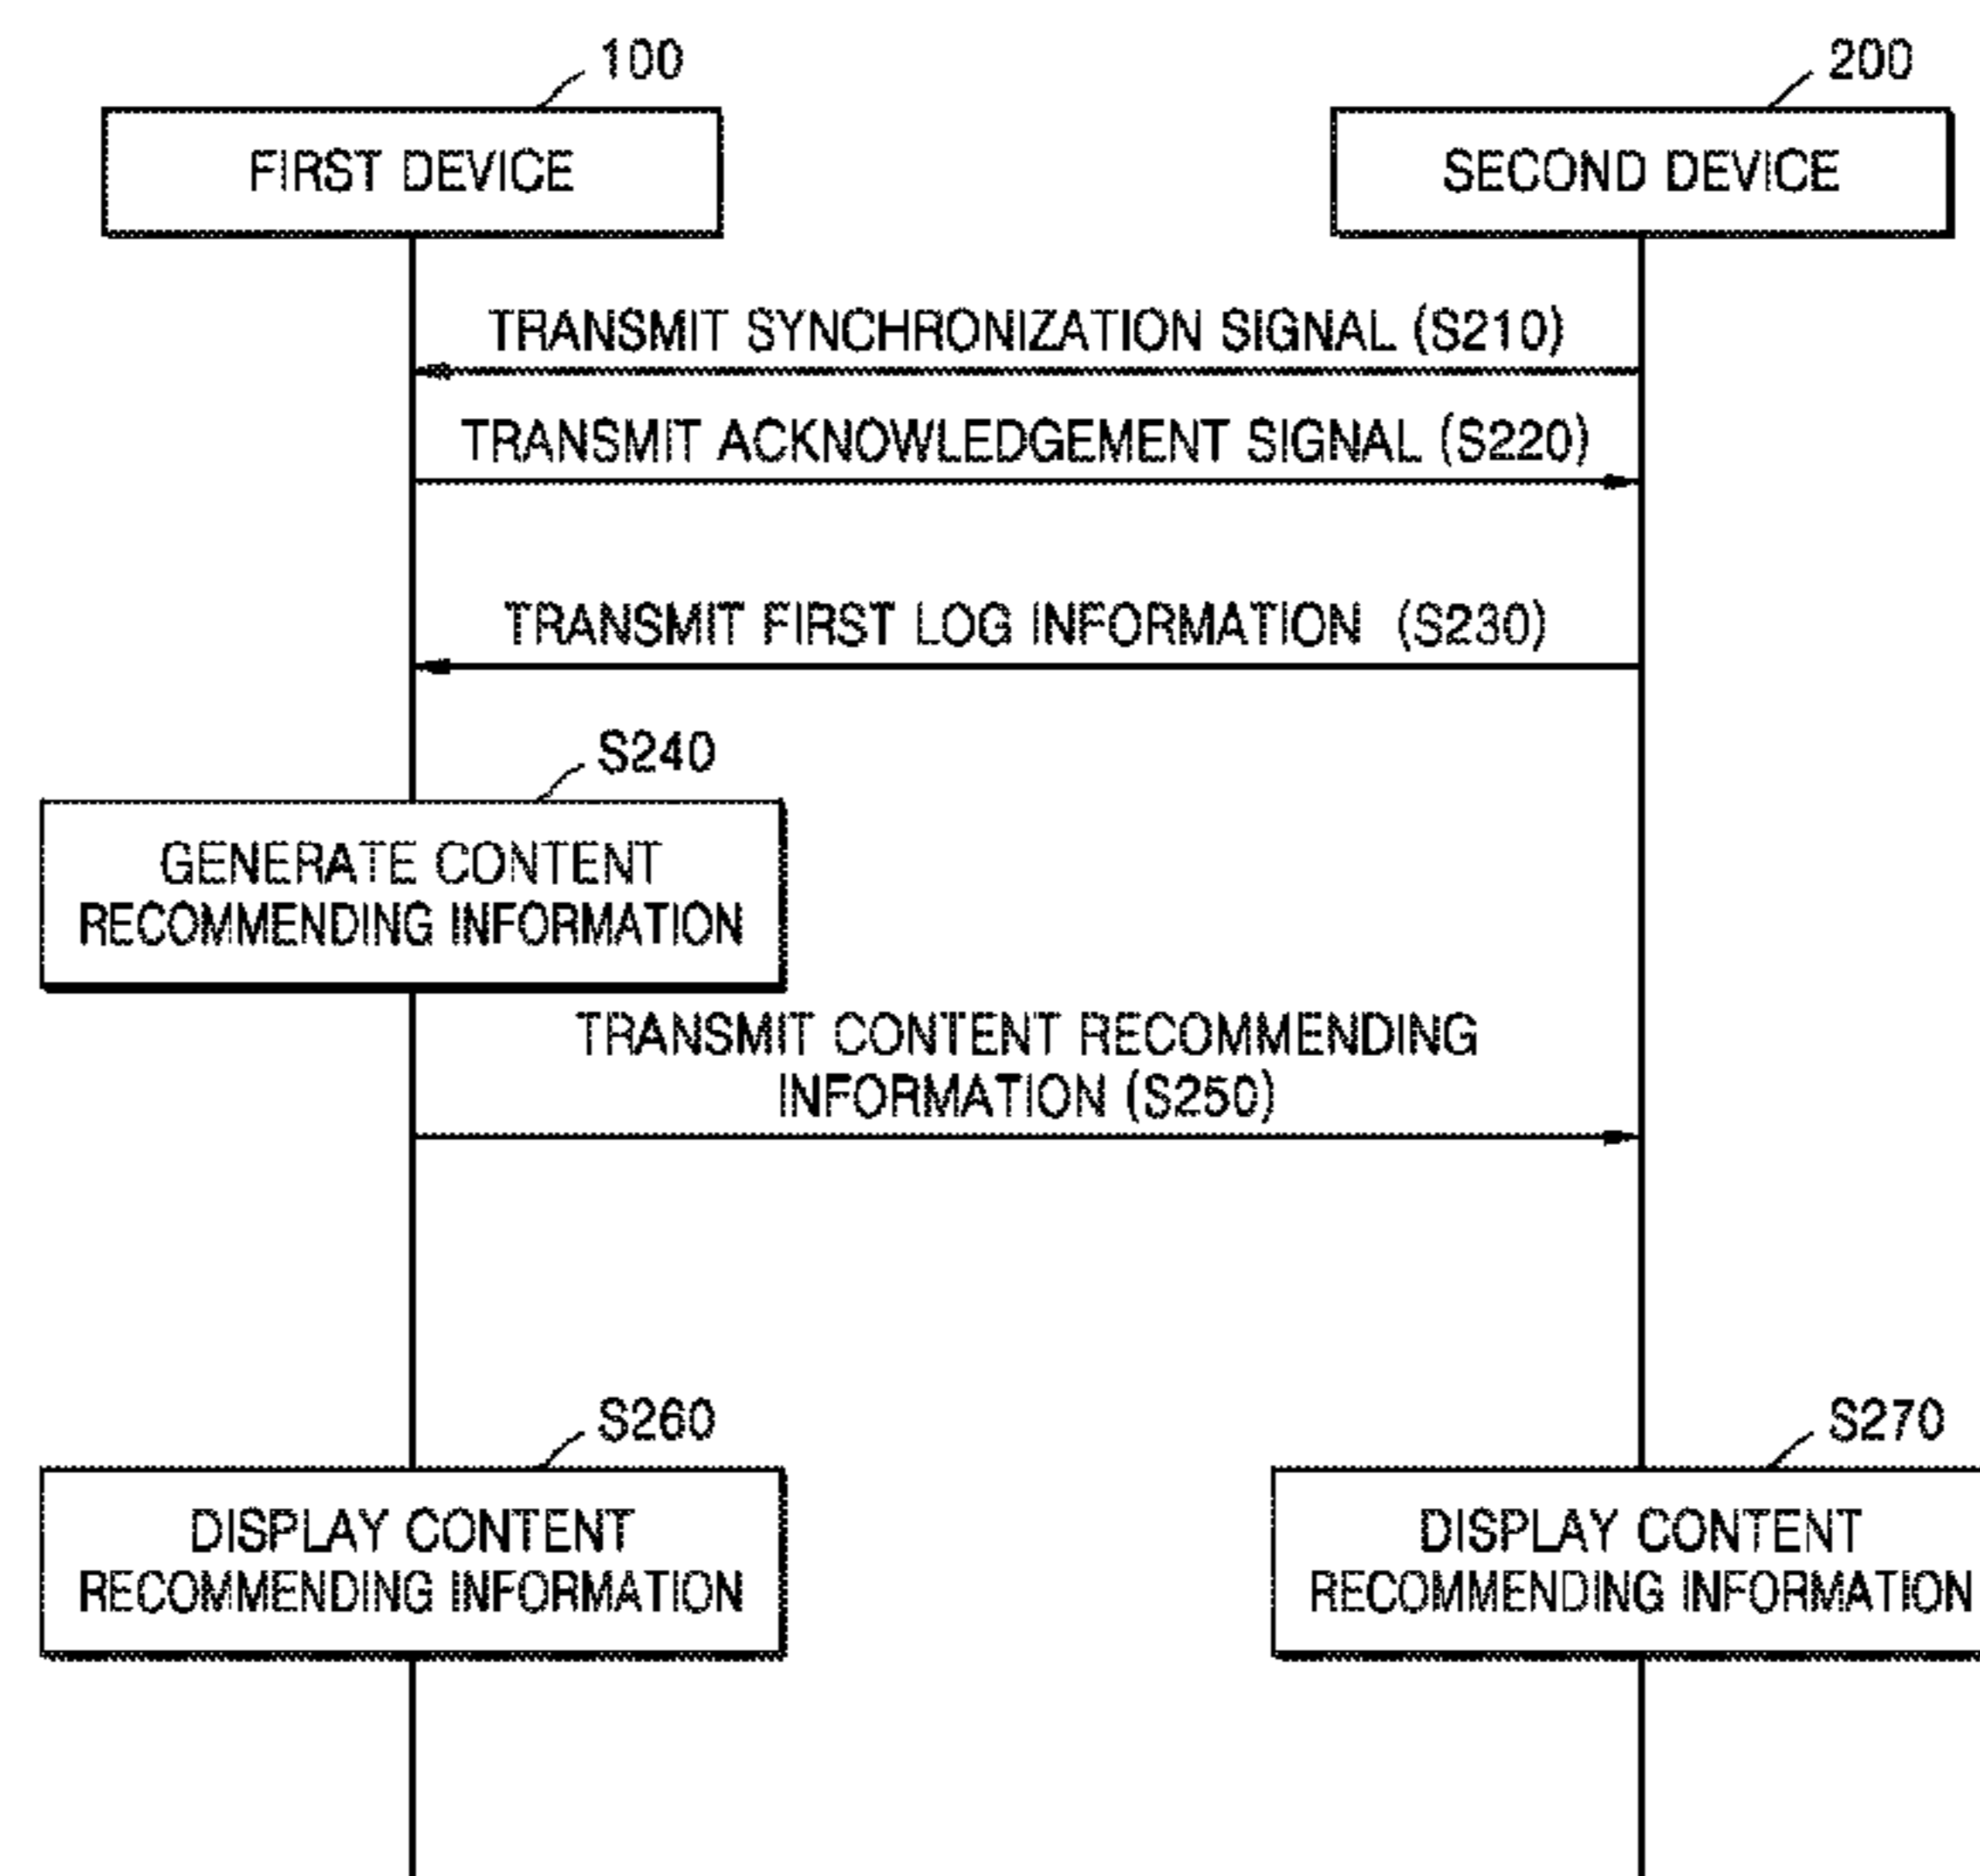 100
200
FIRST DEVICE
SECOND DEVICE
TRANSMIT SYNCHRONIZATION SIGNAL (S210)
TRANSMIT ACKNOWLEDGEMENT SIGNAL (S220)
TRANSMIT FIRST LOG INFORMATION (S230)
S240
GENERATE CONTENT
RECOMMENDING INFORMATION
TRANSMIT CONTENT RECOMMENDING
INFORMATION (S250)
S260
DISPLAY CONTENT
RECOMMENDING INFORMATION
S270
DISPLAY CONTENT
RECOMMENDING INFORMATION